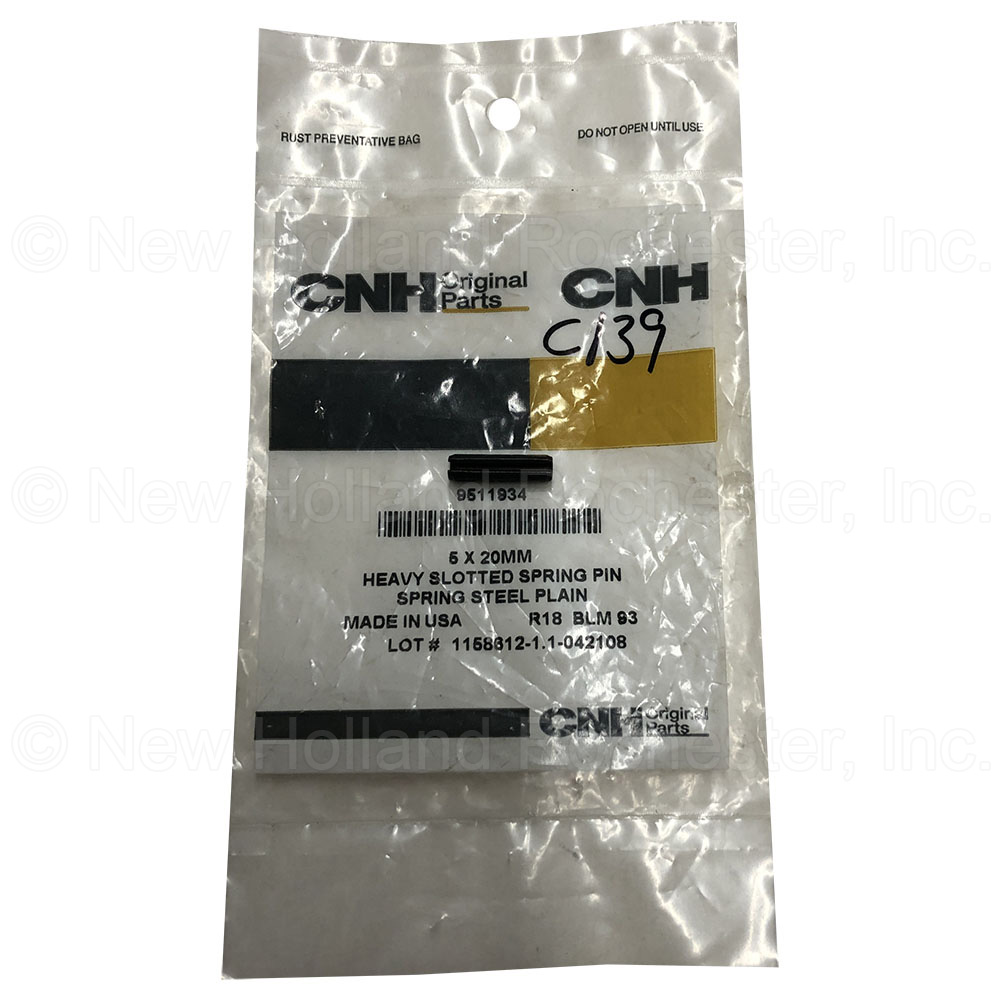 RUST PREVENTATIVE BAG
DO NOT OPEN UNTIL USE
© New Holland Rochester, Inc.
CNH Original Parts
CNH
C139
9511934
© New Holland Rochester, Inc.
5 X 20MM
HEAVY SLOTTED SPRING PIN
SPRING STEEL PLAIN
MADE IN USA R18 BLM 93
LOT # 1158612-1.1-042108
CNH Original Parts
© New Holland Rochester, Inc.